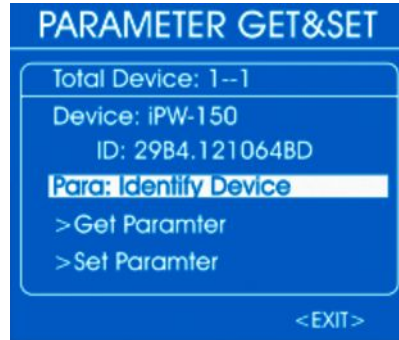 PARAMETER GET&SET
Total Device: 1--1
Device: iPW-150
ID: 29B4.121064BD
Para: Identify Device
>Get Paramter
>Set Paramter
<EXIT>